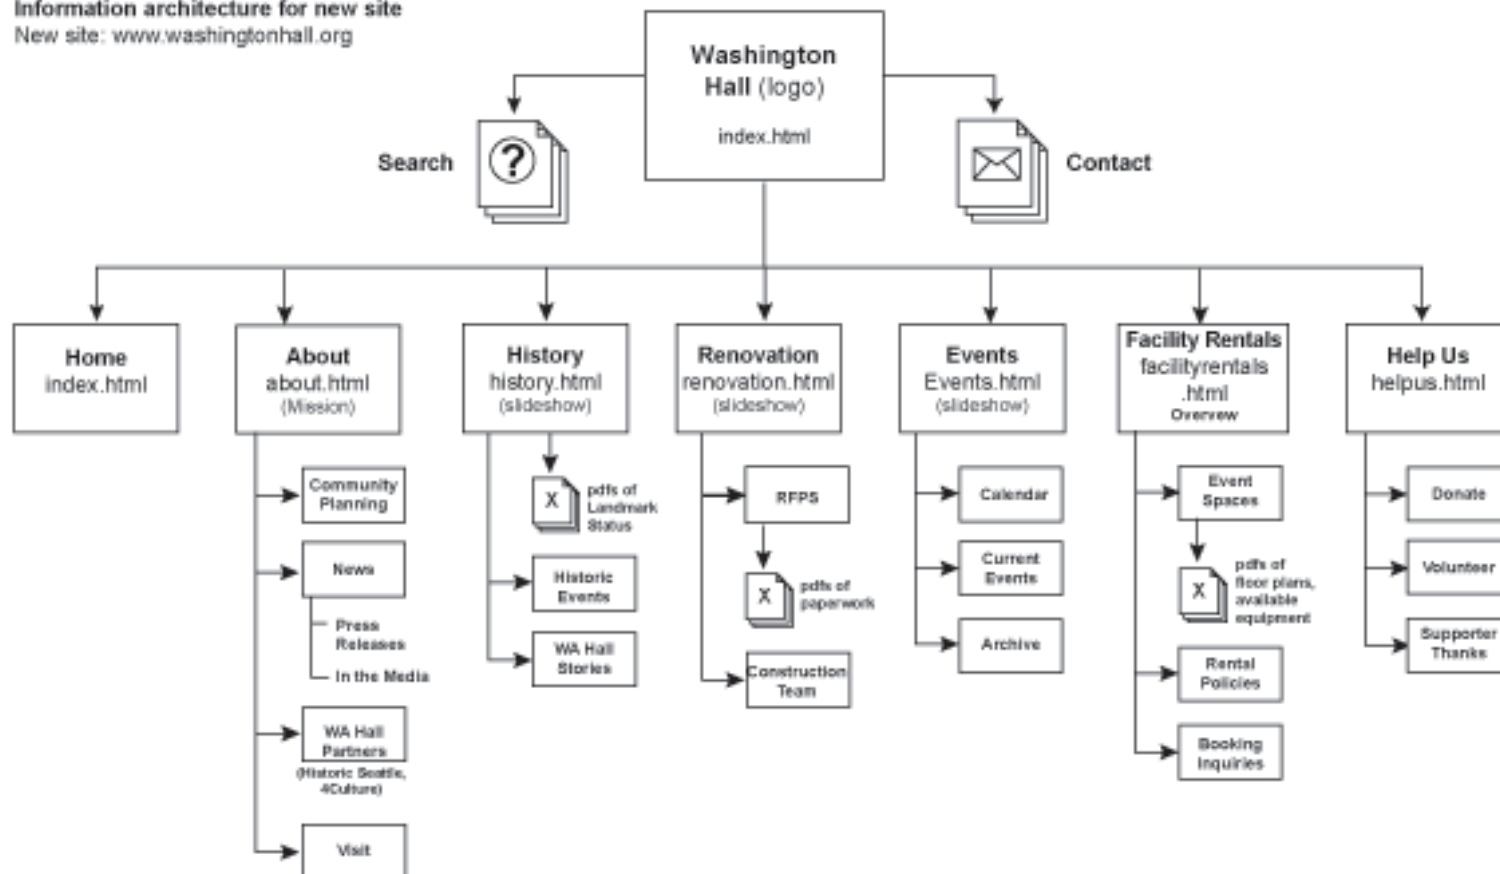 Information architecture for new site
New site: www.washingtonhall.org
Washington
Hall (logo)
index.html
Search
?
Contact
Home
index.html
About
about.html
(Mission)
History
history.html
(slideshow)
Renovation
renovation.html
(slideshow)
Events
Events.html
(slideshow)
Facility Rentals
facilityrentals
.html
Overvew
Help Us
helpus.html
Community
Planning
News
Press
Releases
In the Media
WA Hall
Partners
(Historic Seattle,
4Culture)
Visit
X
pdfs of
Landmark
Status
Historic
Events
WA Hall
Stories
RFPS
X
pdfs of
paperwork
Construction
Team
Calendar
Current
Events
Archive
Event
Spaces
X
pdfs of
floor plans,
available
equipment
Rental
Policies
Booking
Inquiries
Donate
Volunteer
Supporter
Thanks